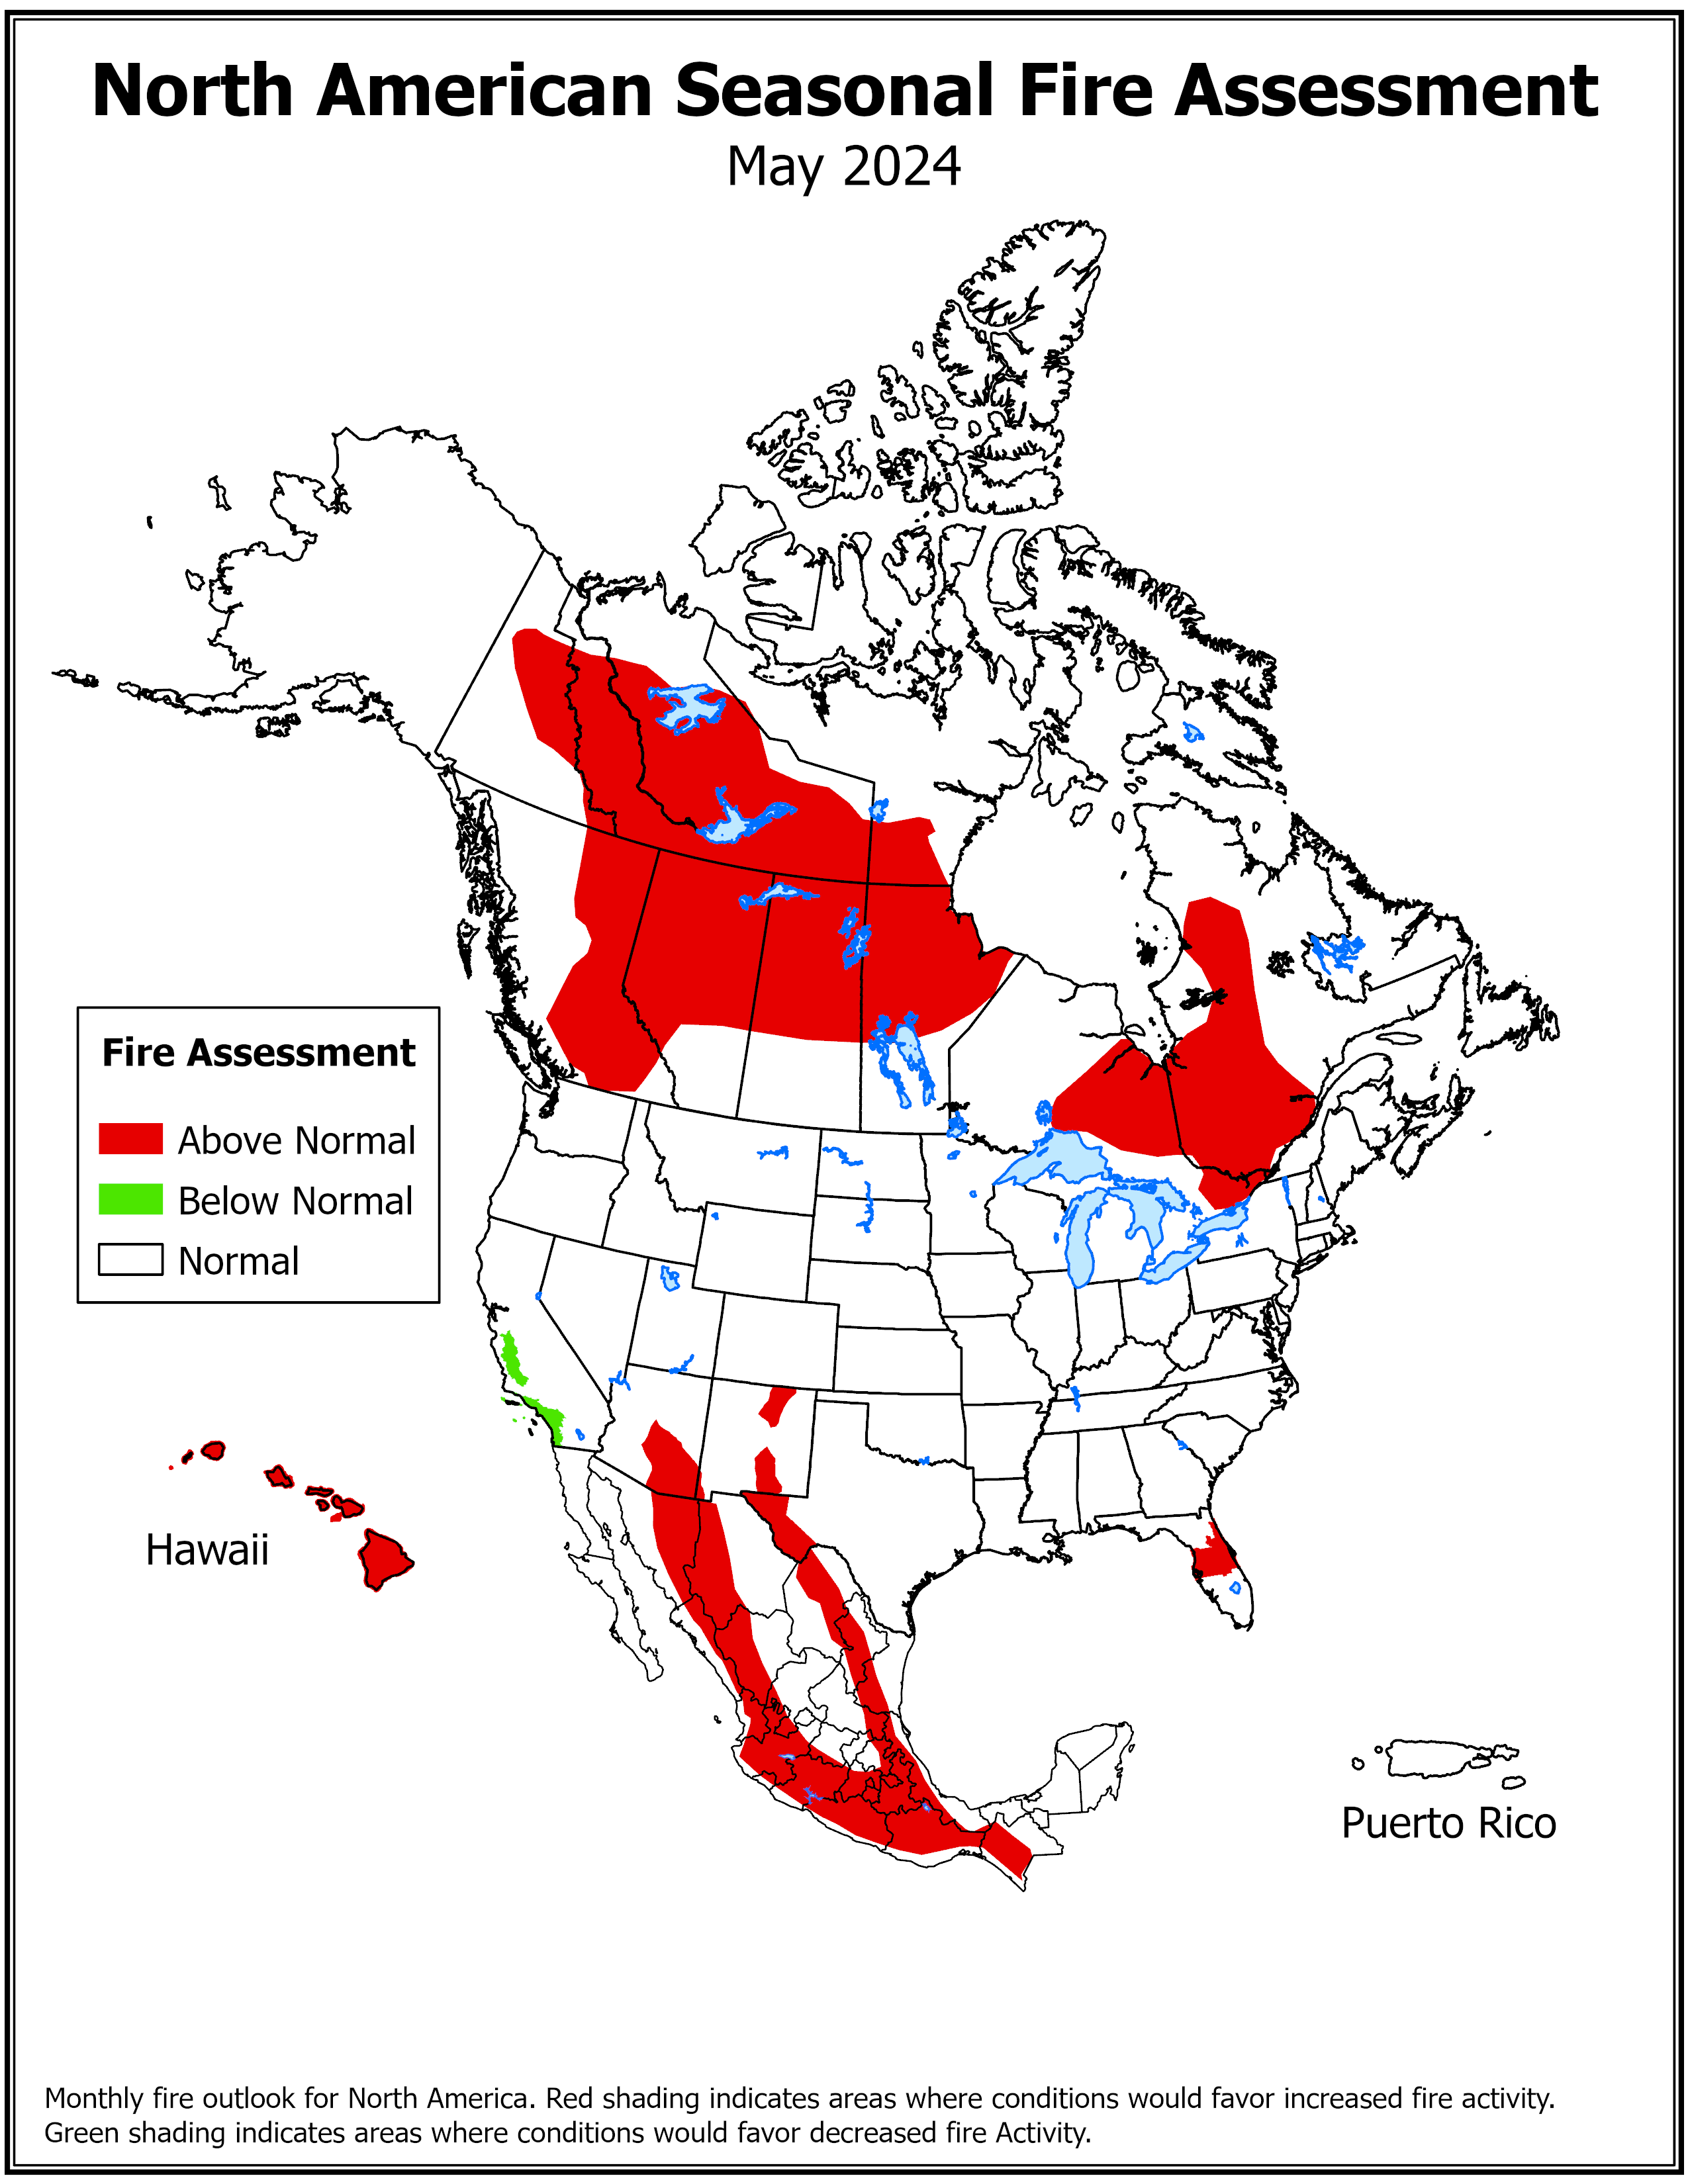 North American Seasonal Fire Assessment
May 2024
Fire Assessment
Above Normal
Below Normal
Normal
Hawaii
Puerto Rico
Monthly fire outlook for North America. Red shading indicates areas where conditions would favor increased fire activity.
Green shading indicates areas where conditions would favor decreased fire Activity.